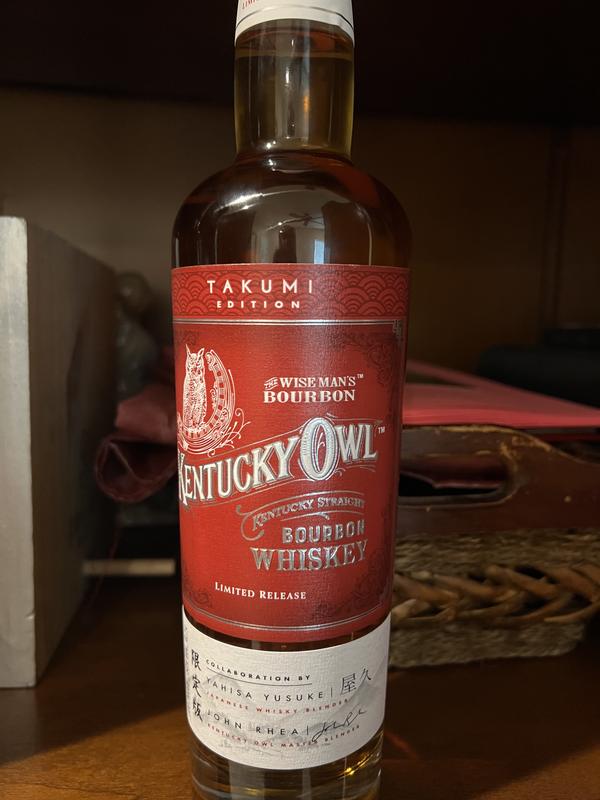 TAKUMI
EDITION
THE WISE MAN'S™
BOURBON
KENTUCKY OWL™
KENTUCKY STRAIGHT
BOURBON
WHISKEY
LIMITED RELEASE
限定版
COLLABORATION BY
YAHISA YUSUKE | 屋久
JAPANESE WHISKY BLENDER
JOHN RHEA |
KENTUCKY OWL MASTER BLENDER